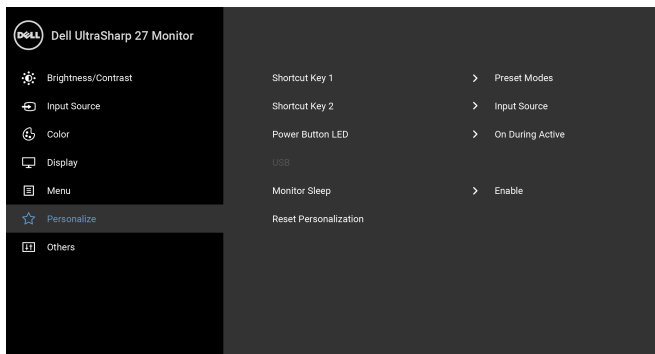 DELL Dell UltraSharp 27 Monitor
Brightness/Contrast
Input Source
Color
Display
Menu
Personalize
Others
Shortcut Key 1 > Preset Modes
Shortcut Key 2 > Input Source
Power Button LED > On During Active
USB
Monitor Sleep > Enable
Reset Personalization